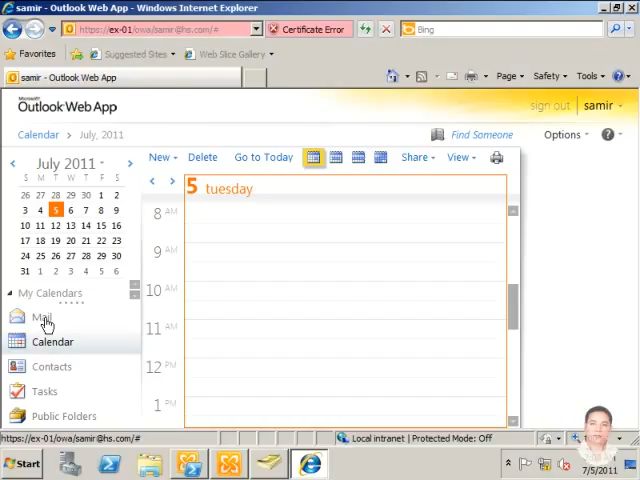 samir - Outlook Web App - Windows Internet Explorer
https://ex-01/owa/samir@hs.com/#
Certificate Error
Bing
Favorites
Suggested Sites
Web Slice Gallery
samir - Outlook Web App
Page
Safety
Tools
Microsoft
Outlook Web App
sign out
samir
Calendar
July, 2011
Find Someone
Options
July 2011
New
Delete
Go to Today
Share
View
S M T W T F S
26 27 28 29 30 1 2
3 4 5 6 7 8 9
10 11 12 13 14 15 16
17 18 19 20 21 22 23
24 25 26 27 28 29 30
31 1 2 3 4 5 6
5 tuesday
8 AM
9 AM
10 AM
11 AM
12 PM
1 PM
My Calendars
Mail
Calendar
Contacts
Tasks
Public Folders
https://ex-01/owa/samir@hs.com/#
Local intranet | Protected Mode: Off
Start
7/5/2011